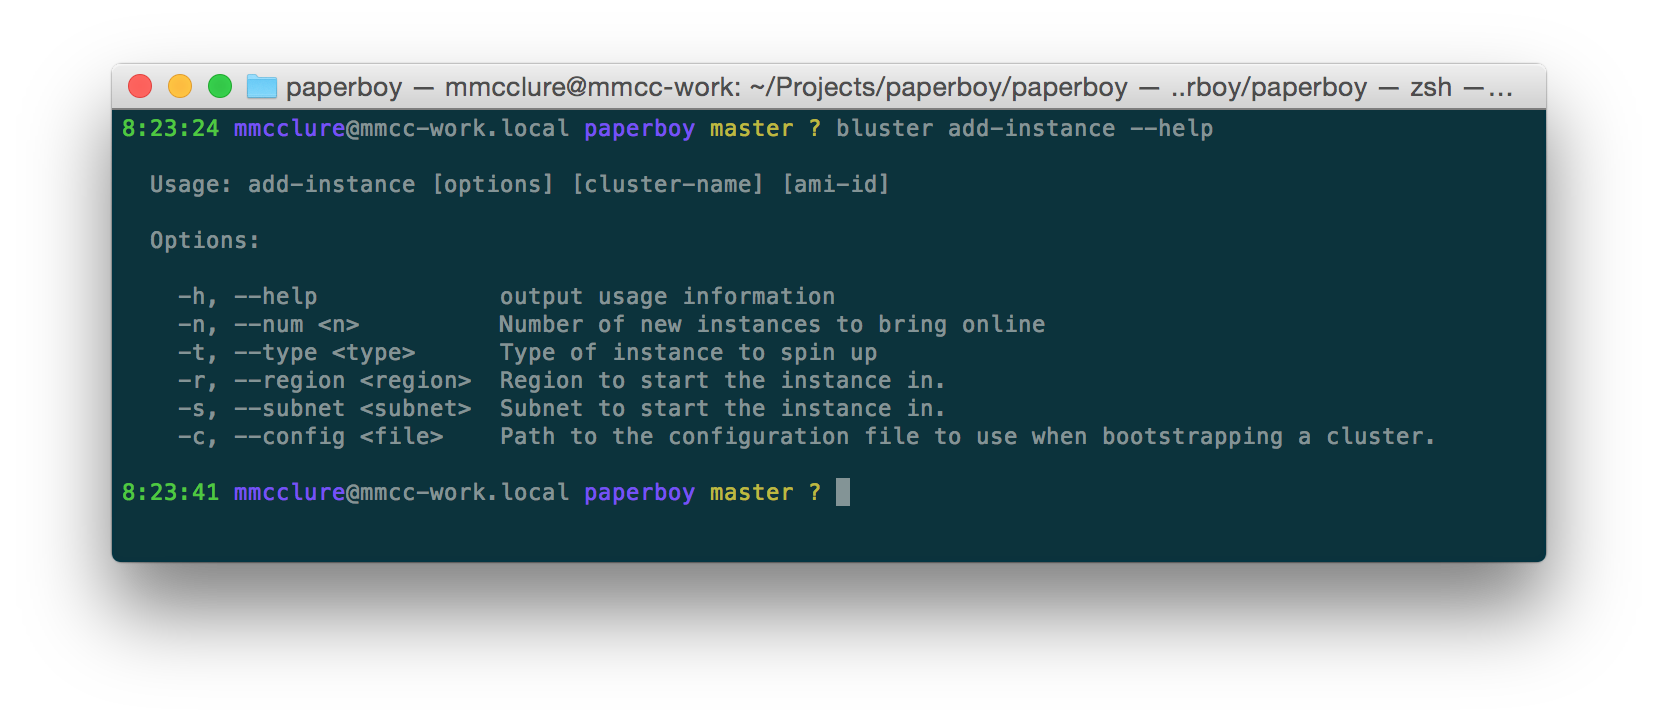 paperboy — mmcclure@mmcc-work: ~/Projects/paperboy/paperboy — ..rboy/paperboy — zsh —...
8:23:24 mmcclure@mmcc-work.local paperboy master ? bluster add-instance --help
Usage: add-instance [options] [cluster-name] [ami-id]
Options:
-h, --help output usage information
-n, --num <n> Number of new instances to bring online
-t, --type <type> Type of instance to spin up
-r, --region <region> Region to start the instance in.
-s, --subnet <subnet> Subnet to start the instance in.
-c, --config <file> Path to the configuration file to use when bootstrapping a cluster.
8:23:41 mmcclure@mmcc-work.local paperboy master ?